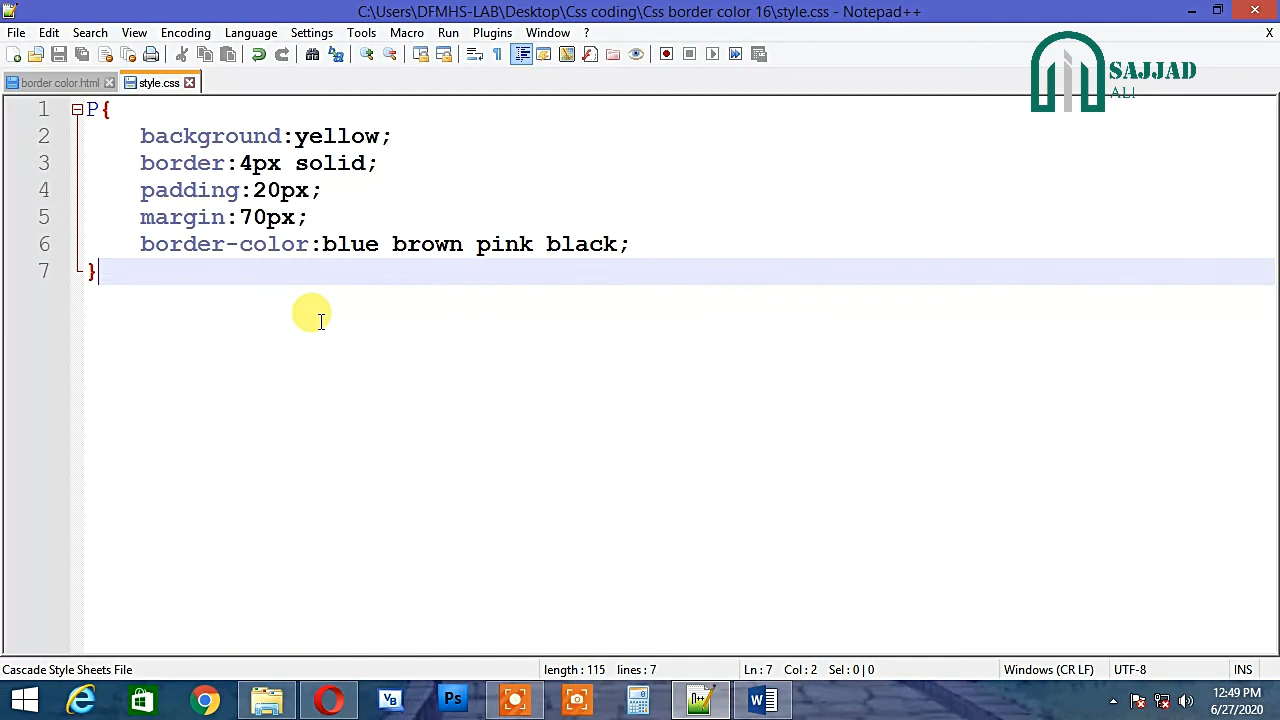 C:\Users\DFMHS-LAB\Desktop\Css coding\Css border color 16\style.css - Notepad++
File Edit Search View Encoding Language Settings Tools Macro Run Plugins Window ? X
SAJJAD
ALI
border color.html style.css
1 P{
2 background:yellow;
3 border:4px solid;
4 padding:20px;
5 margin:70px;
6 border-color:blue brown pink black;
7 }
Cascade Style Sheets File length : 115 lines : 7 Ln : 7 Col : 2 Sel : 0 | 0 Windows (CR LF) UTF-8 INS
12:49 PM
6/27/2020